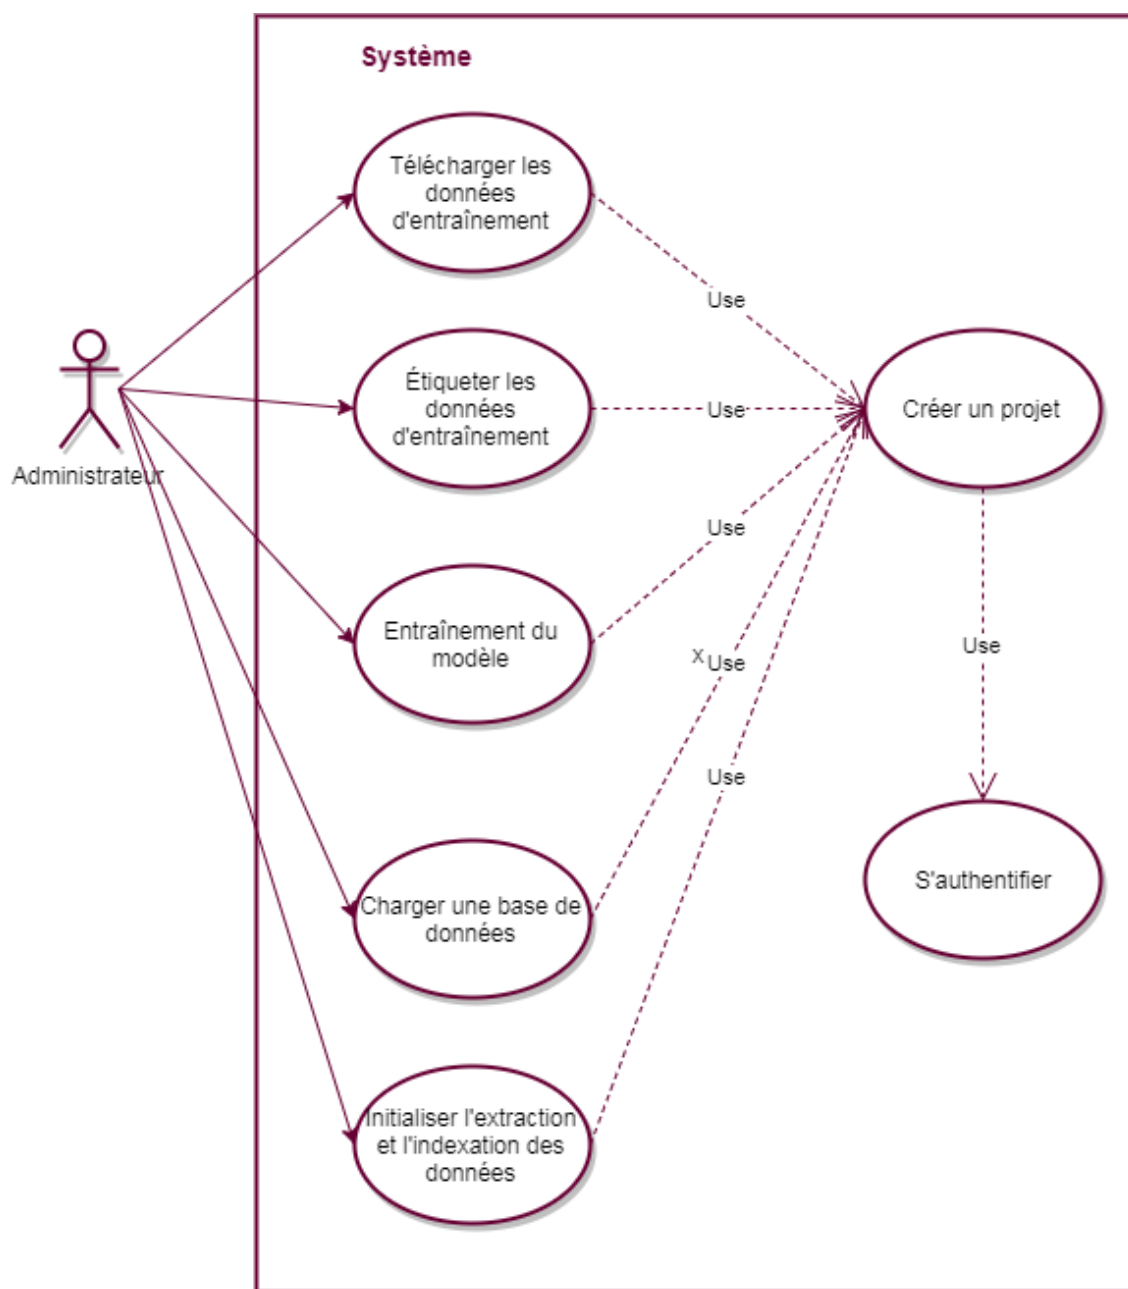 Système
Télécharger les
données
d'entraînement
Use
Étiqueter les
données
d'entraînement
Use
Créer un projet
Administrateur
Use
Entraînement du
modèle
x
Use
Use
Use
Charger une base de
données
S'authentifier
Initialiser l'extraction
et l'indexation des
données